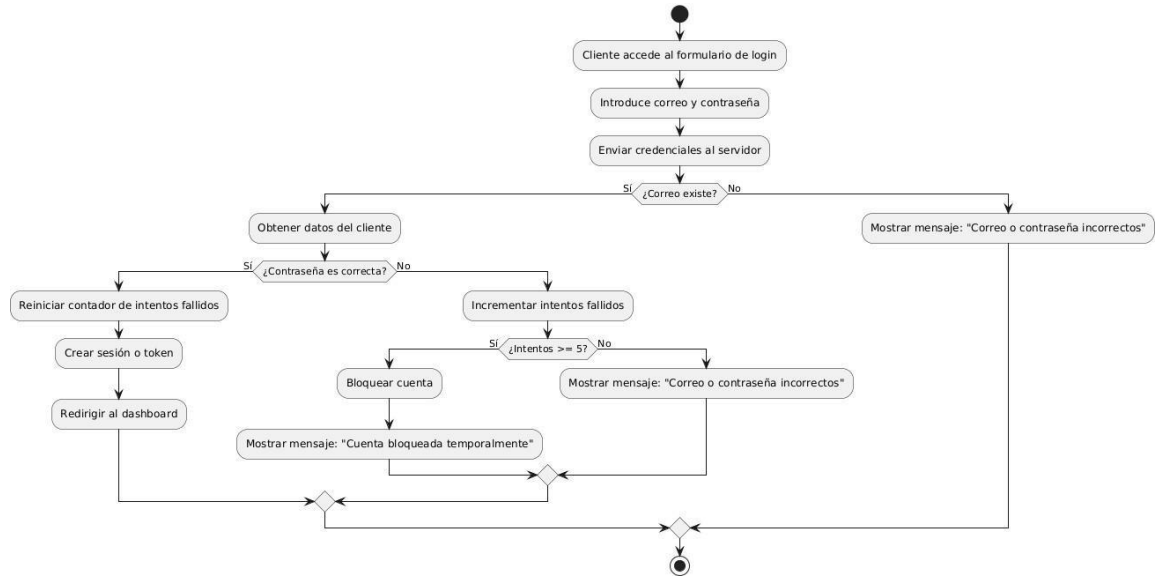 Cliente accede al formulario de login
Introduce correo y contraseña
Enviar credenciales al servidor
Sí
¿Correo existe?
No
Obtener datos del cliente
Mostrar mensaje: "Correo o contraseña incorrectos"
Sí
¿Contraseña es correcta?
No
Reiniciar contador de intentos fallidos
Incrementar intentos fallidos
Crear sesión o token
Sí
¿Intentos >= 5?
No
Bloquear cuenta
Mostrar mensaje: "Correo o contraseña incorrectos"
Redirigir al dashboard
Mostrar mensaje: "Cuenta bloqueada temporalmente"